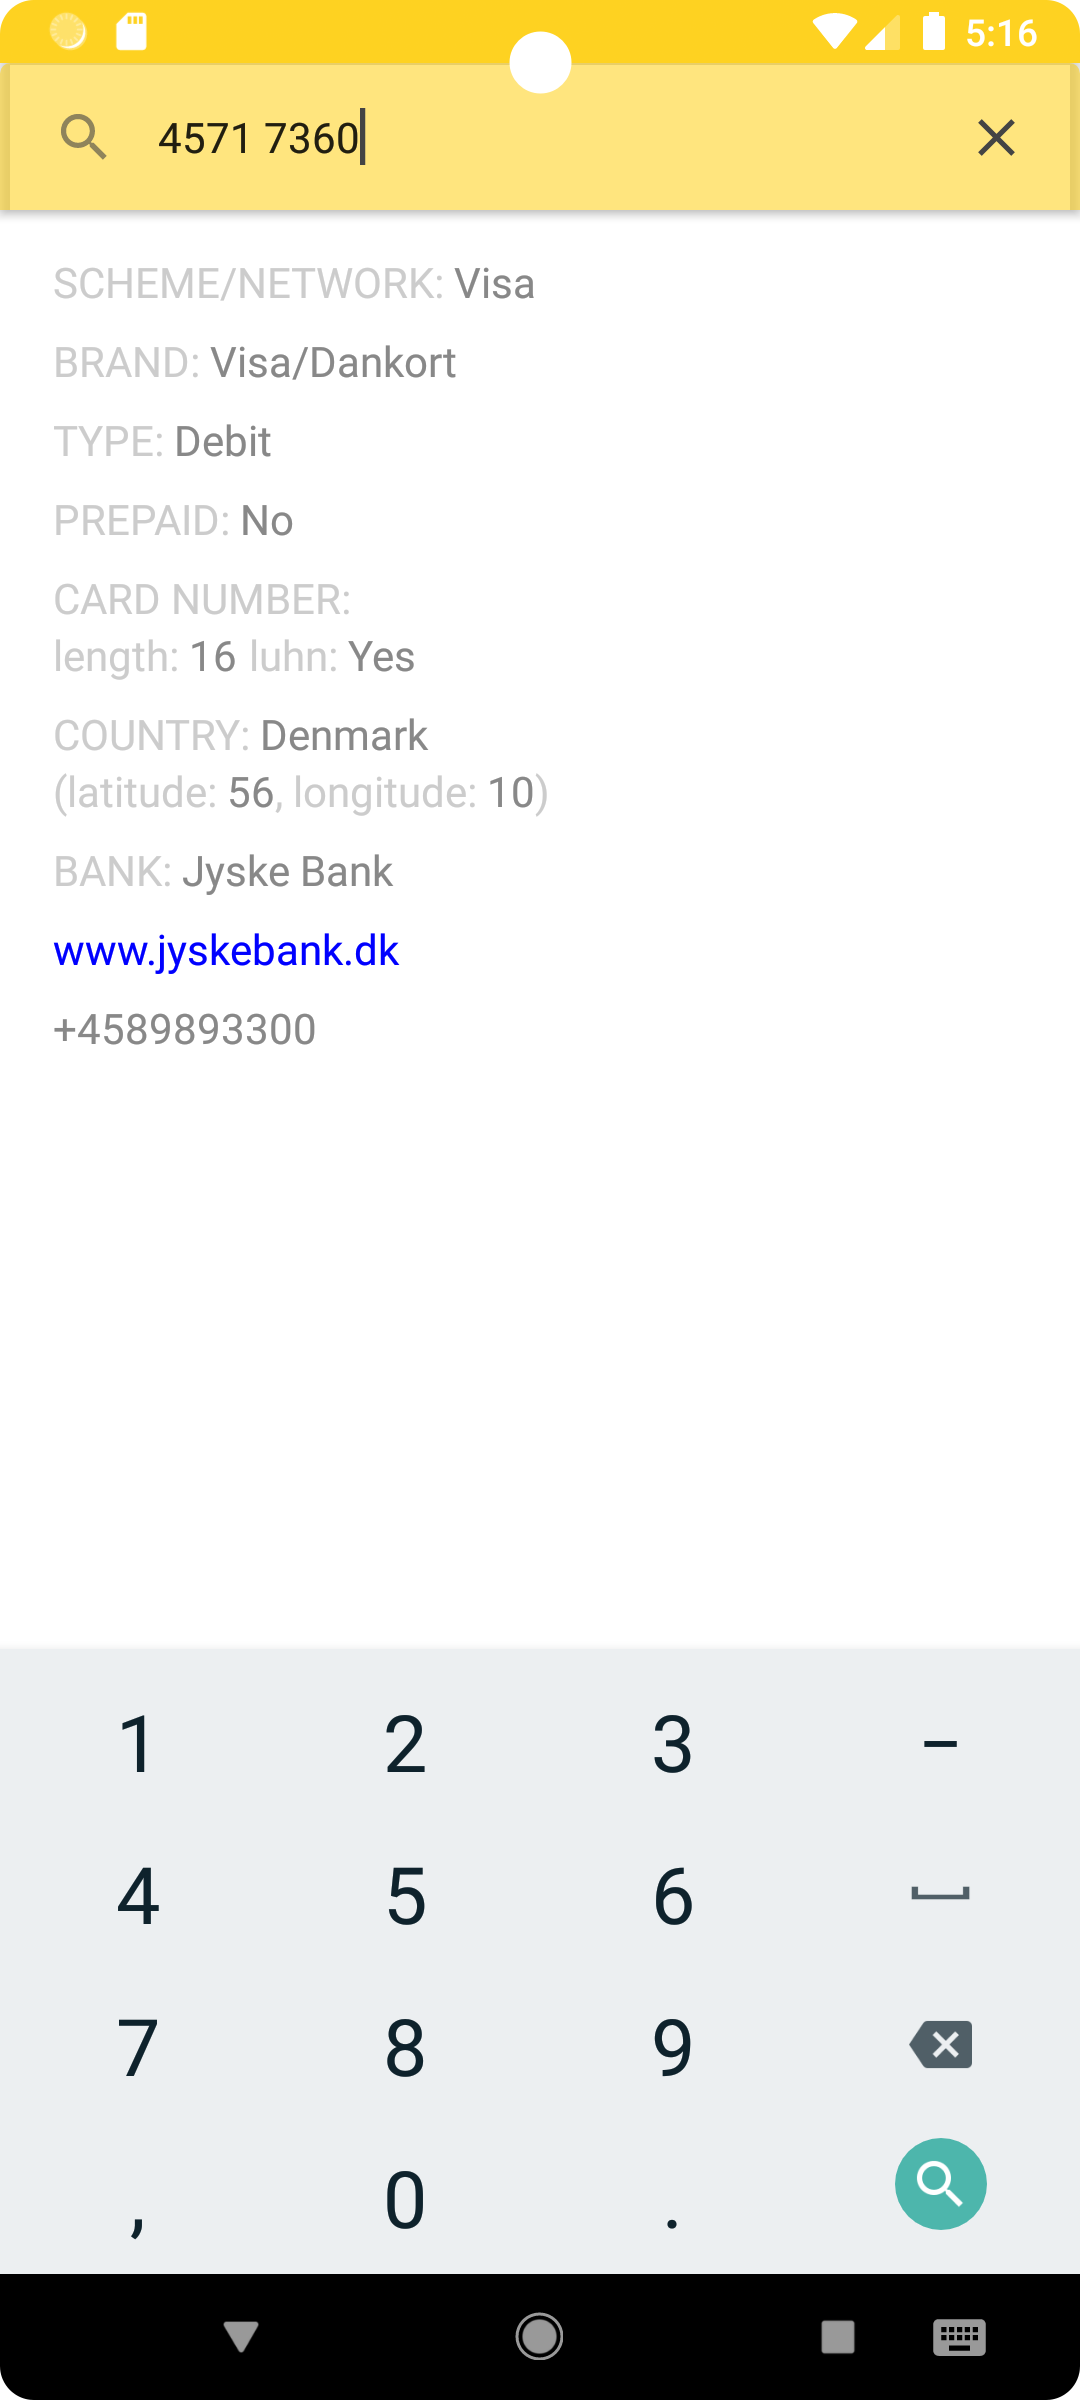 5:16
4571 7360
SCHEME/NETWORK: Visa
BRAND: Visa/Dankort
TYPE: Debit
PREPAID: No
CARD NUMBER:
length: 16 luhn: Yes
COUNTRY: Denmark
(latitude: 56, longitude: 10)
BANK: Jyske Bank
www.jyskebank.dk
+4589893300
1 2 3 –
4 5 6
7 8 9
, 0 .